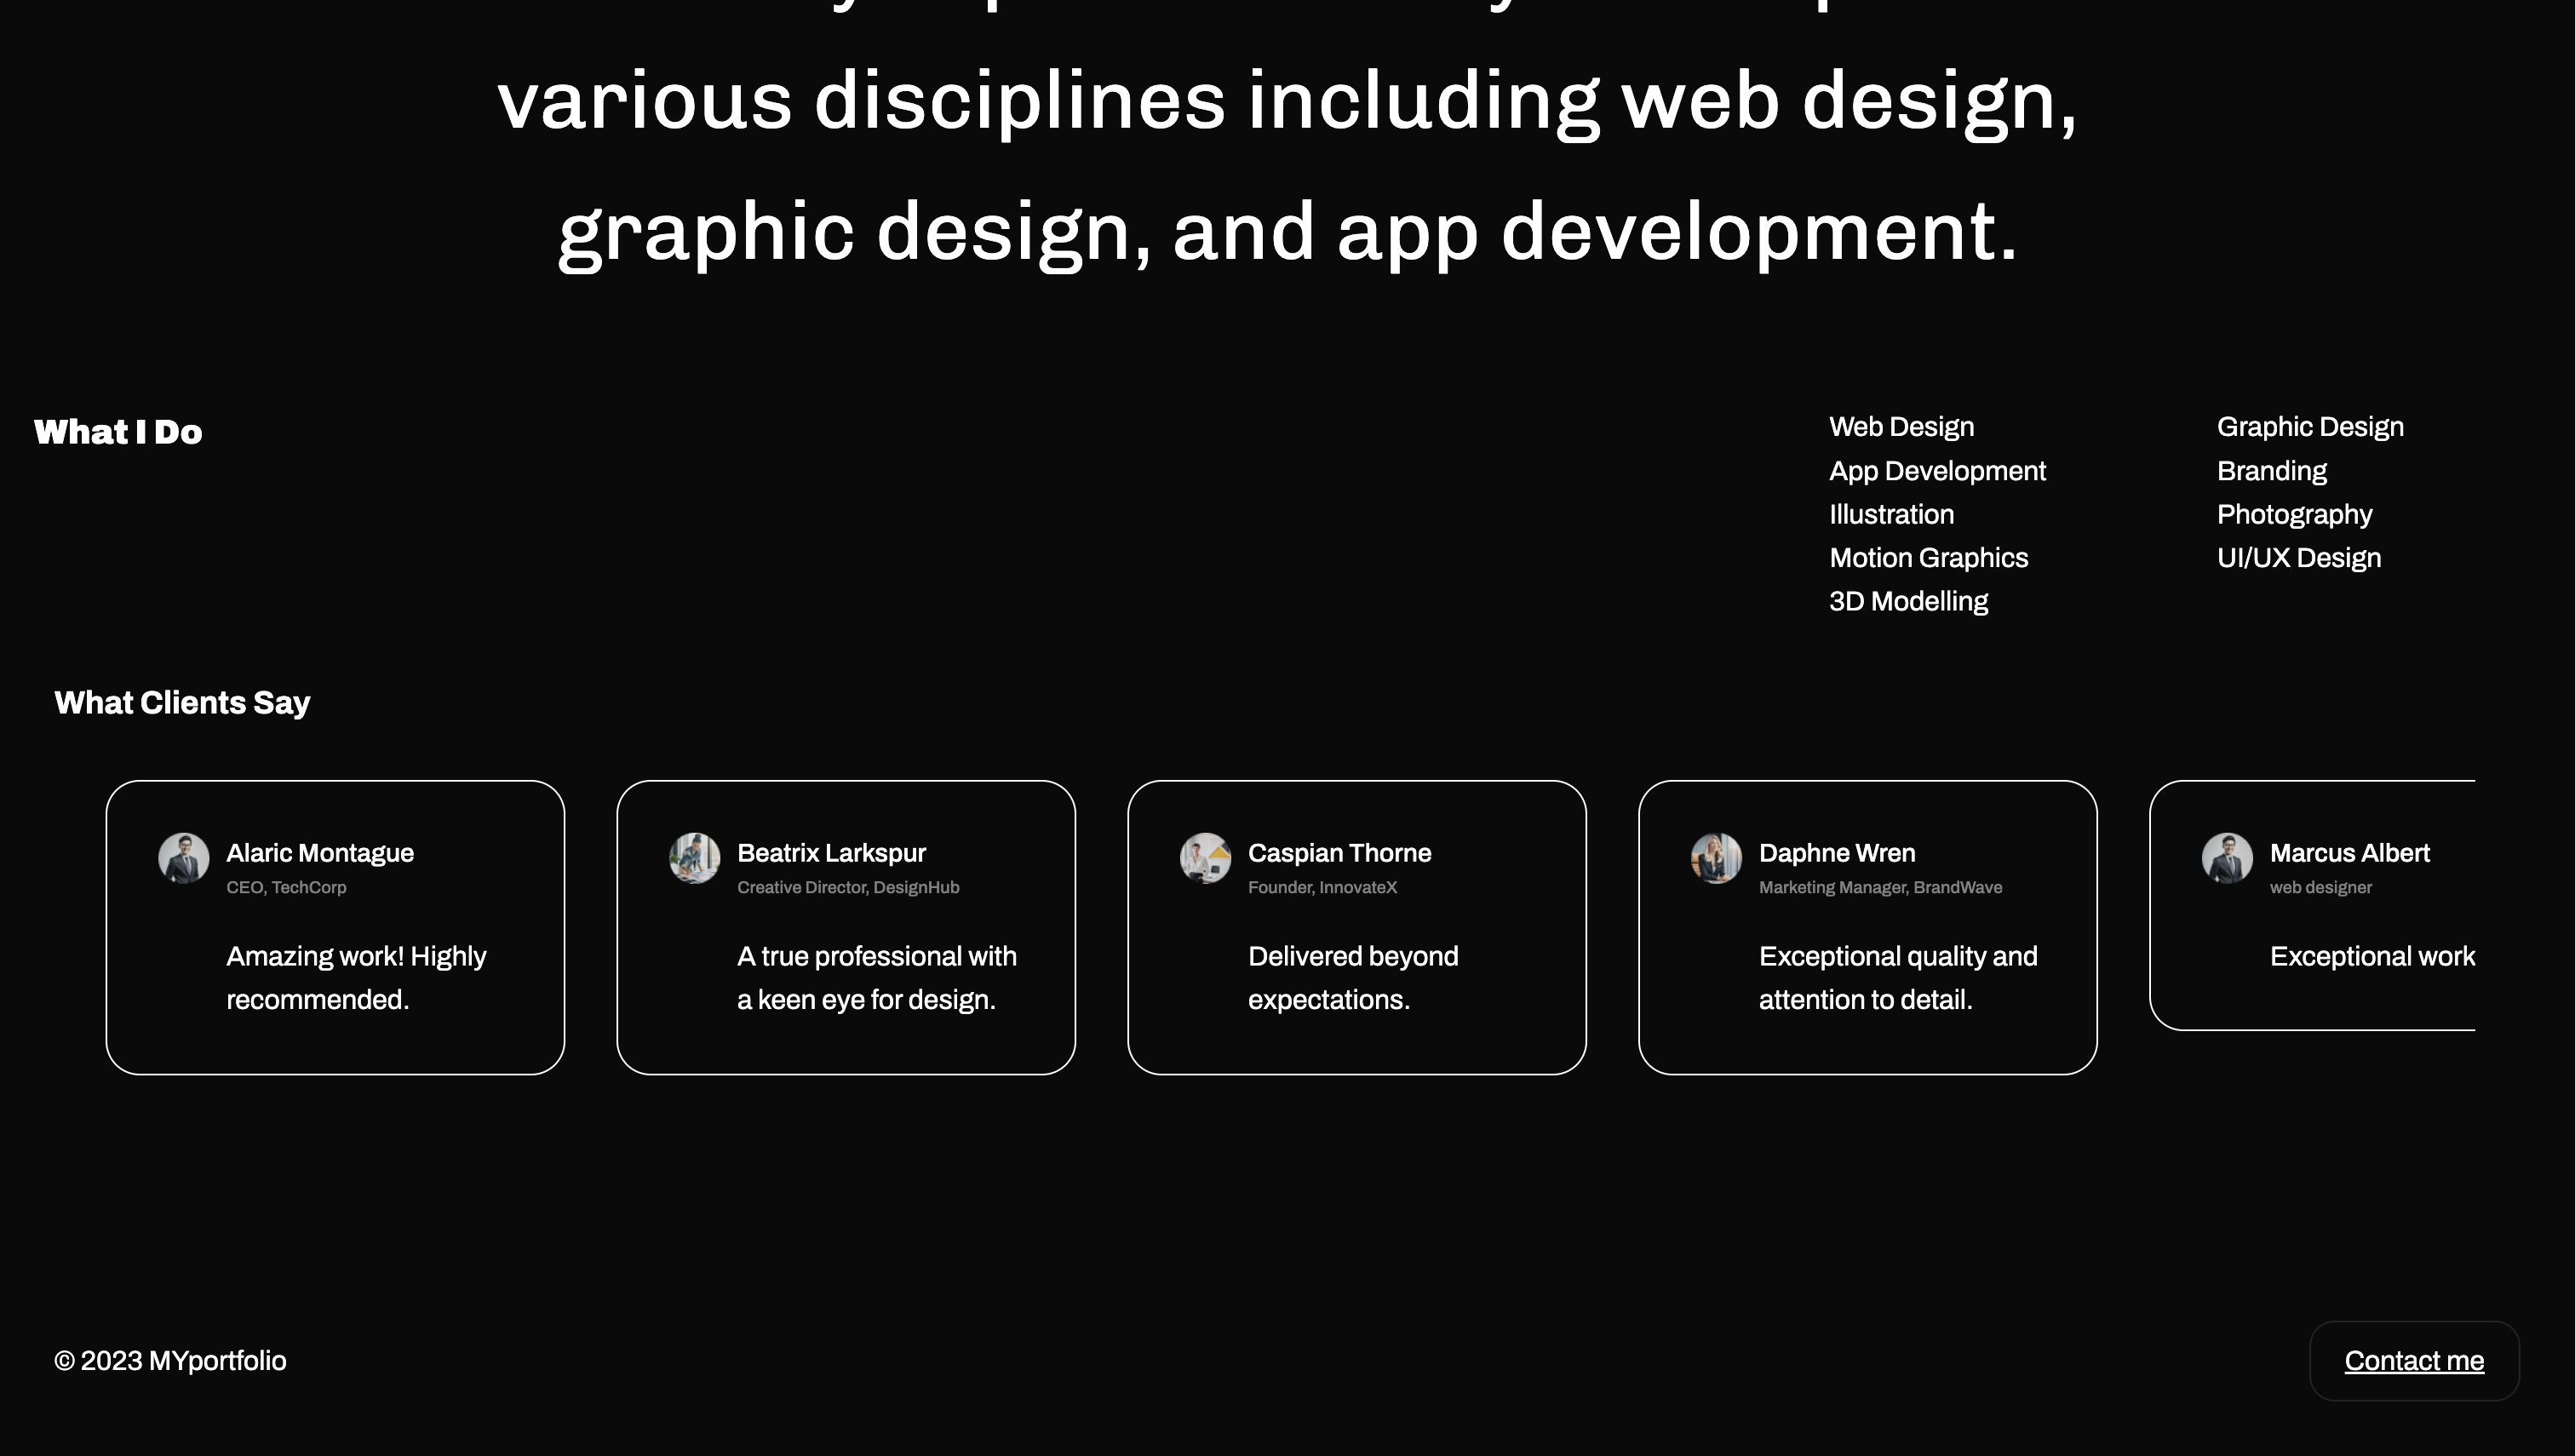 various disciplines including web design,
graphic design, and app development.
What I Do
Web Design
App Development
Illustration
Motion Graphics
3D Modelling
Graphic Design
Branding
Photography
UI/UX Design
What Clients Say
Alaric Montague
CEO, TechCorp
Amazing work! Highly
recommended.
Beatrix Larkspur
Creative Director, DesignHub
A true professional with
a keen eye for design.
Caspian Thorne
Founder, InnovateX
Delivered beyond
expectations.
Daphne Wren
Marketing Manager, BrandWave
Exceptional quality and
attention to detail.
Marcus Albert
web designer
Exceptional work
© 2023 MYportfolio
Contact me